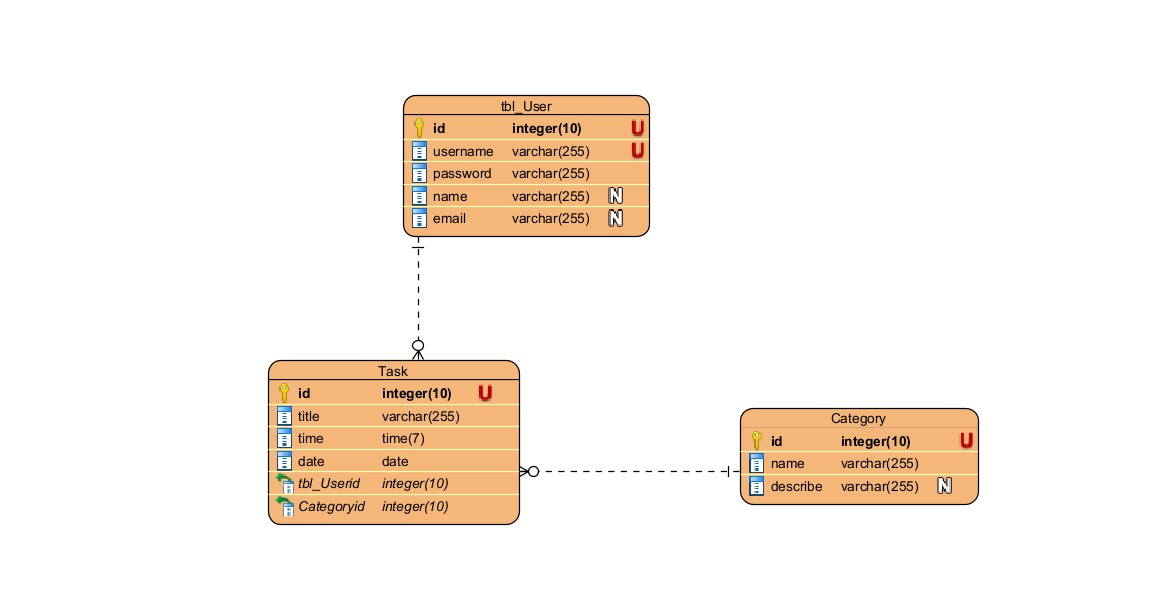 tbl_User
id integer(10) U
username varchar(255) U
password varchar(255)
name varchar(255) N
email varchar(255) N
Task
id integer(10) U
title varchar(255)
time time(7)
date date
tbl_Userid integer(10)
Categoryid integer(10)
Category
id integer(10) U
name varchar(255)
describe varchar(255) N